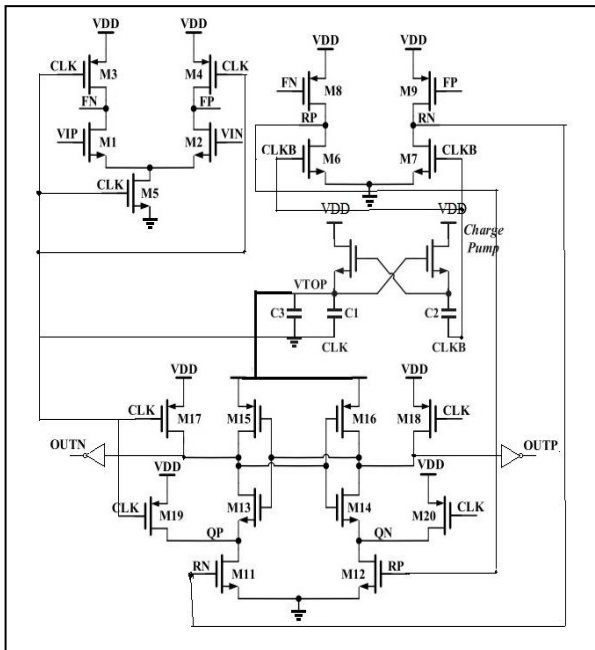 VDD VDD VDD VDD
CLK M3 M4 CLK FN M8 M9 FP
FN FP RP RN
VIP M1 M2 VIN CLKB M6 M7 CLKB
CLK M5
VDD VDD
Charge
Pump
VTOP
C3 C1 C2
CLK CLKB
VDD VDD
CLK M17 M15 M16 M18 CLK
OUTN OUTP
VDD VDD
CLK M19 M13 M14 M20 CLK
QP QN
RN M11 M12 RP